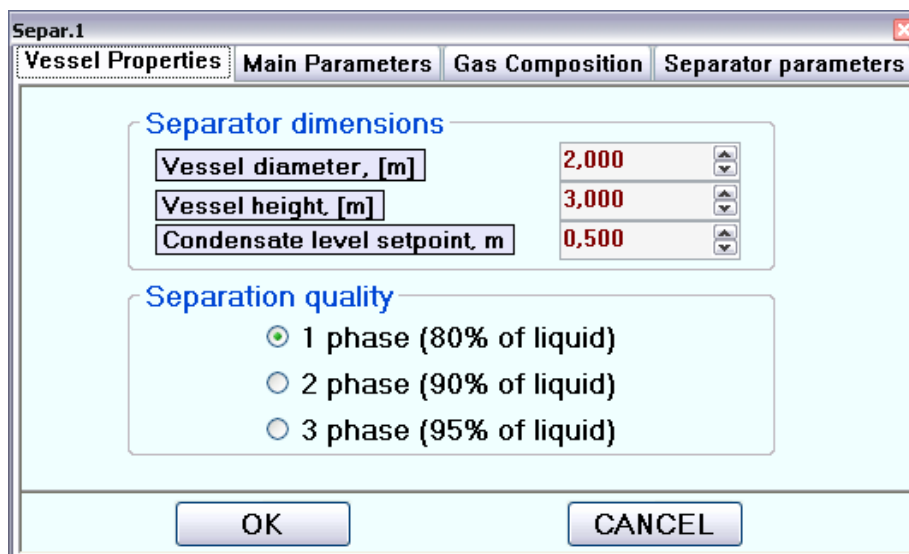 Separ.1
Vessel Properties Main Parameters Gas Composition Separator parameters
Separator dimensions
Vessel diameter, [m] 2,000
Vessel height, [m] 3,000
Condensate level setpoint, m 0,500
Separation quality
1 phase (80% of liquid)
2 phase (90% of liquid)
3 phase (95% of liquid)
OK CANCEL